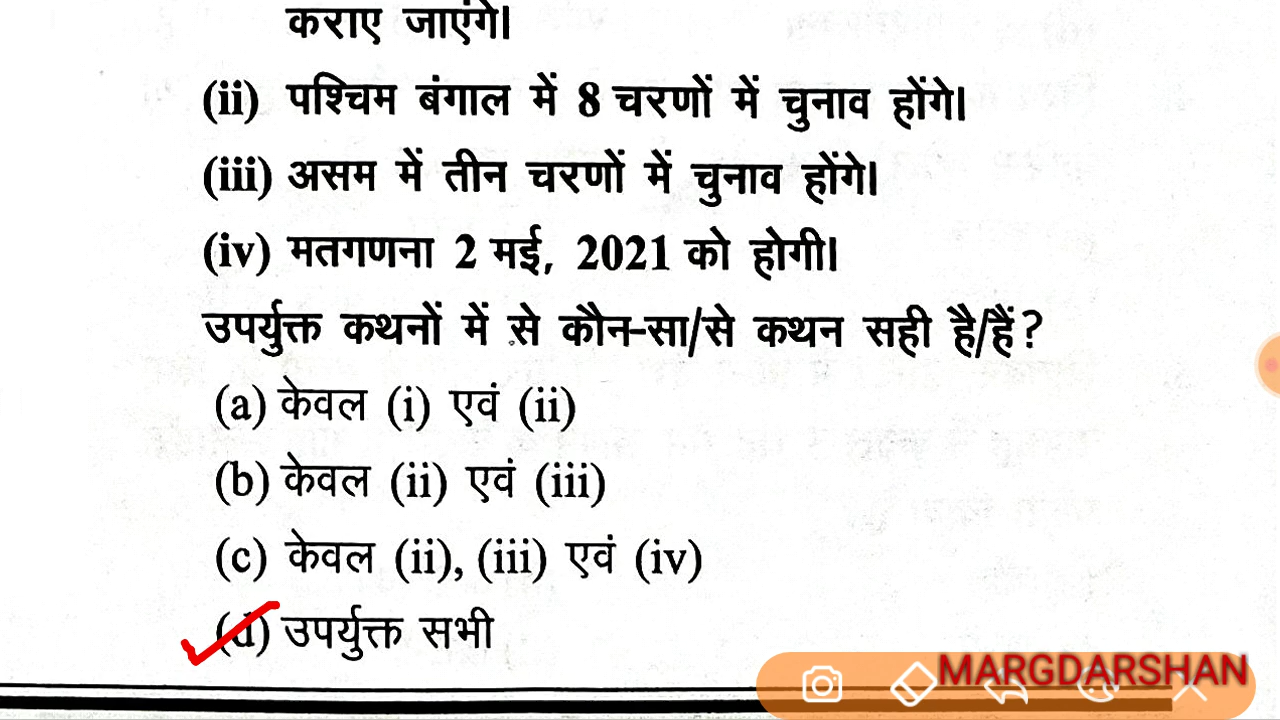 कराए जाएंगे।
(ii) पश्चिम बंगाल में 8 चरणों में चुनाव होंगे।
(iii) असम में तीन चरणों में चुनाव होंगे।
(iv) मतगणना 2 मई, 2021 को होगी।
उपर्युक्त कथनों में से कौन-सा/से कथन सही है/हैं?
(a) केवल (i) एवं (ii)
(b) केवल (ii) एवं (iii)
(c) केवल (ii), (iii) एवं (iv)
(d) उपर्युक्त सभी
MARGDARSHAN